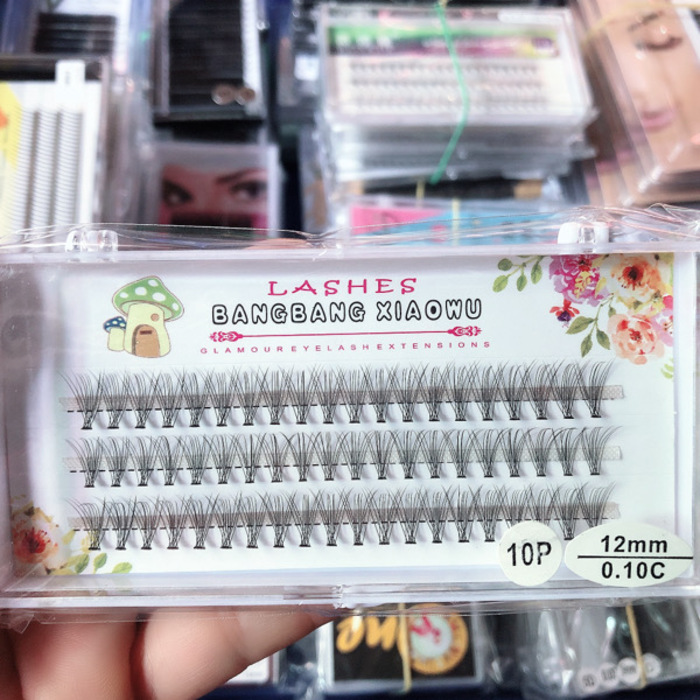 LASHES
BANGBANG XIAOWU
GLAMOUREYELASHEXTENSIONS
10P
12mm
0.10C